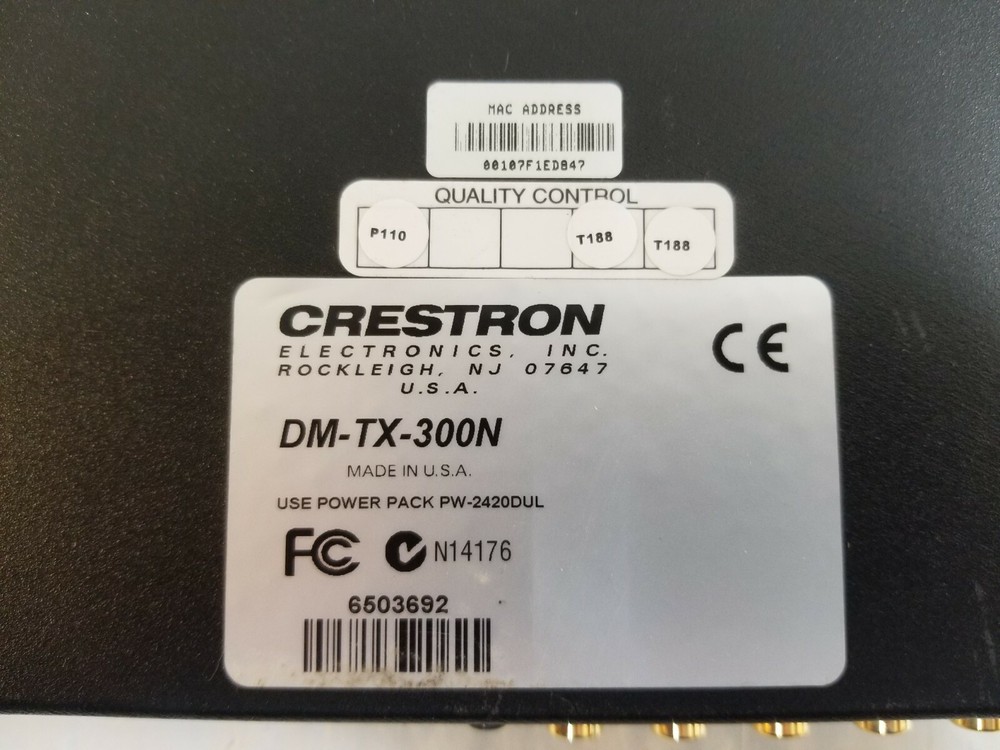 MAC ADDRESS
00107F1EDB47
QUALITY CONTROL
P110 T188 T188
CRESTRON
ELECTRONICS, INC.
ROCKLEIGH, NJ 07647
U.S.A.
CE
DM-TX-300N
MADE IN U.S.A.
USE POWER PACK PW-2420DUL
FC N14176
6503692